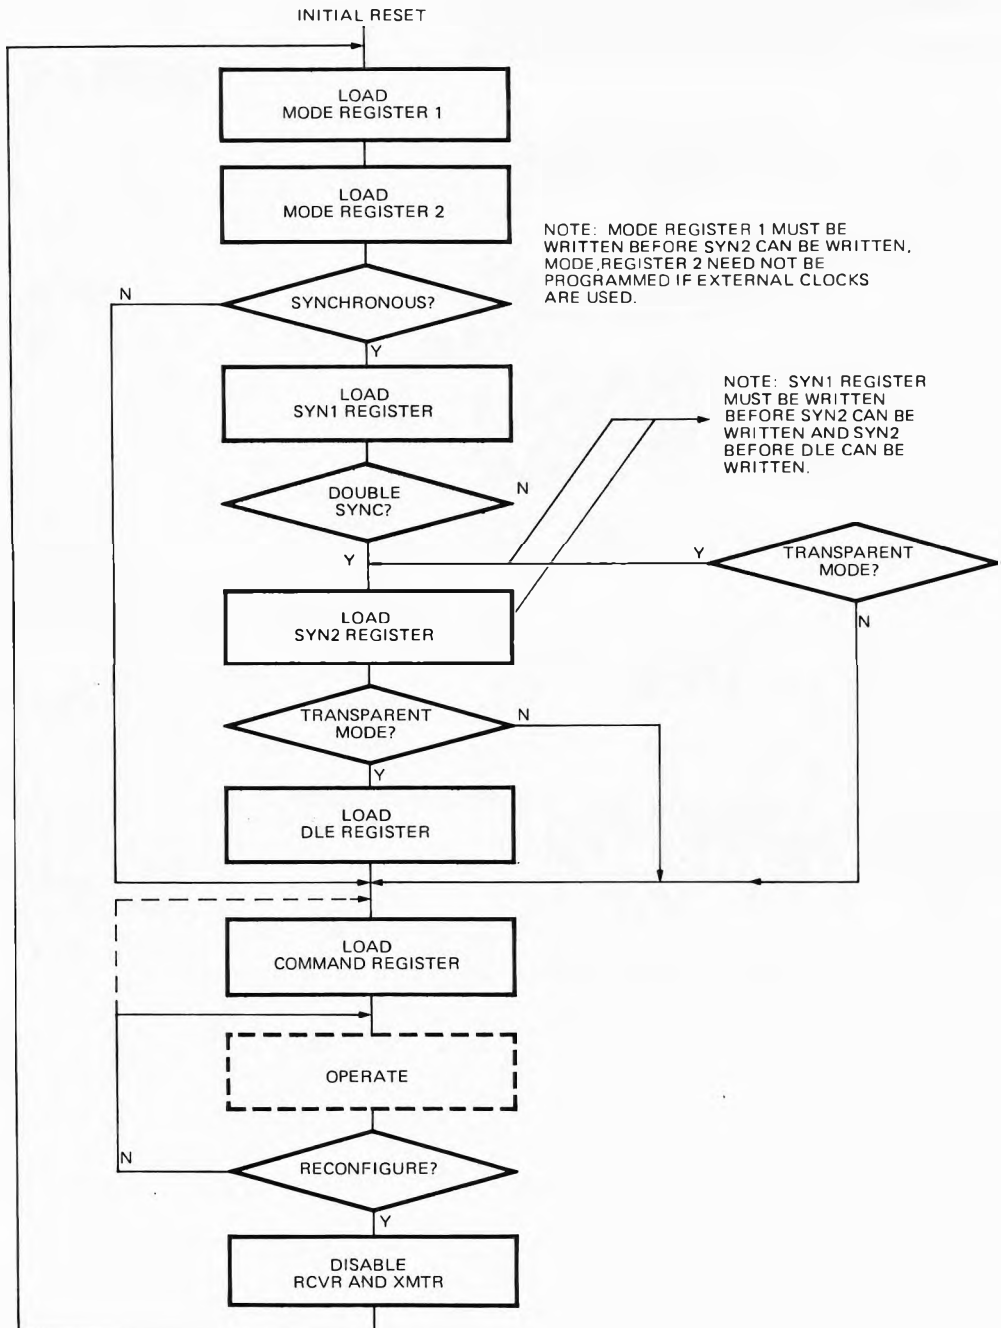 INITIAL RESET
LOAD
MODE REGISTER 1
LOAD
MODE REGISTER 2
NOTE: MODE REGISTER 1 MUST BE
WRITTEN BEFORE SYN2 CAN BE WRITTEN,
MODE,REGISTER 2 NEED NOT BE
PROGRAMMED IF EXTERNAL CLOCKS
ARE USED.
N
SYNCHRONOUS?
Y
LOAD
SYN1 REGISTER
NOTE: SYN1 REGISTER
MUST BE WRITTEN
BEFORE SYN2 CAN BE
WRITTEN AND SYN2
BEFORE DLE CAN BE
WRITTEN.
DOUBLE
SYNC?
N
Y
Y
TRANSPARENT
MODE?
N
LOAD
SYN2 REGISTER
TRANSPARENT
MODE?
N
Y
LOAD
DLE REGISTER
LOAD
COMMAND REGISTER
OPERATE
N
RECONFIGURE?
Y
DISABLE
RCVR AND XMTR